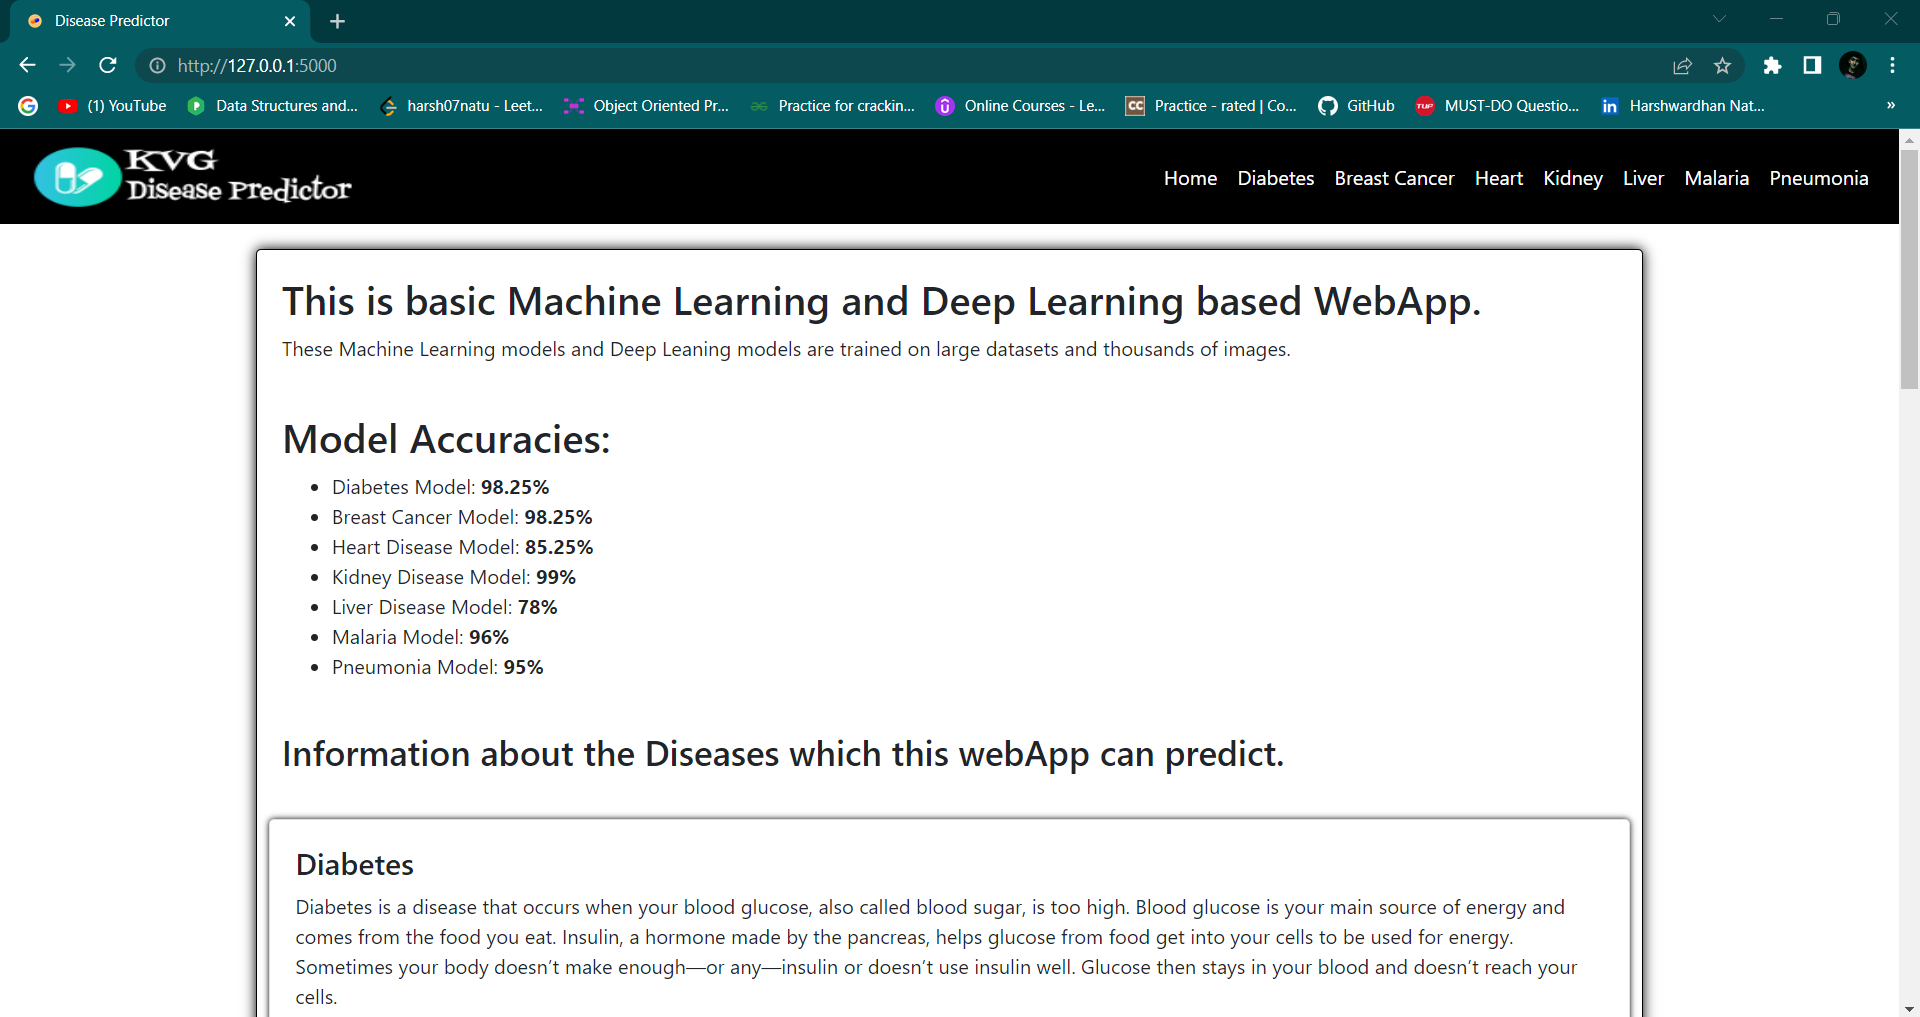 Disease Predictor
http://127.0.0.1:5000
(1) YouTube
Data Structures and...
harsh07natu - Leet...
Object Oriented Pr...
Practice for crackin...
Online Courses - Le...
CC
Practice - rated | Co...
GitHub
TUF
MUST-DO Questio...
in
Harshwardhan Nat...
»
KVG
Disease Predictor
Home
Diabetes
Breast Cancer
Heart
Kidney
Liver
Malaria
Pneumonia
This is basic Machine Learning and Deep Learning based WebApp.
These Machine Learning models and Deep Leaning models are trained on large datasets and thousands of images.
Model Accuracies:
• Diabetes Model: 98.25%
• Breast Cancer Model: 98.25%
• Heart Disease Model: 85.25%
• Kidney Disease Model: 99%
• Liver Disease Model: 78%
• Malaria Model: 96%
• Pneumonia Model: 95%
Information about the Diseases which this webApp can predict.
Diabetes
Diabetes is a disease that occurs when your blood glucose, also called blood sugar, is too high. Blood glucose is your main source of energy and
comes from the food you eat. Insulin, a hormone made by the pancreas, helps glucose from food get into your cells to be used for energy.
Sometimes your body doesn’t make enough—or any—insulin or doesn’t use insulin well. Glucose then stays in your blood and doesn’t reach your
cells.